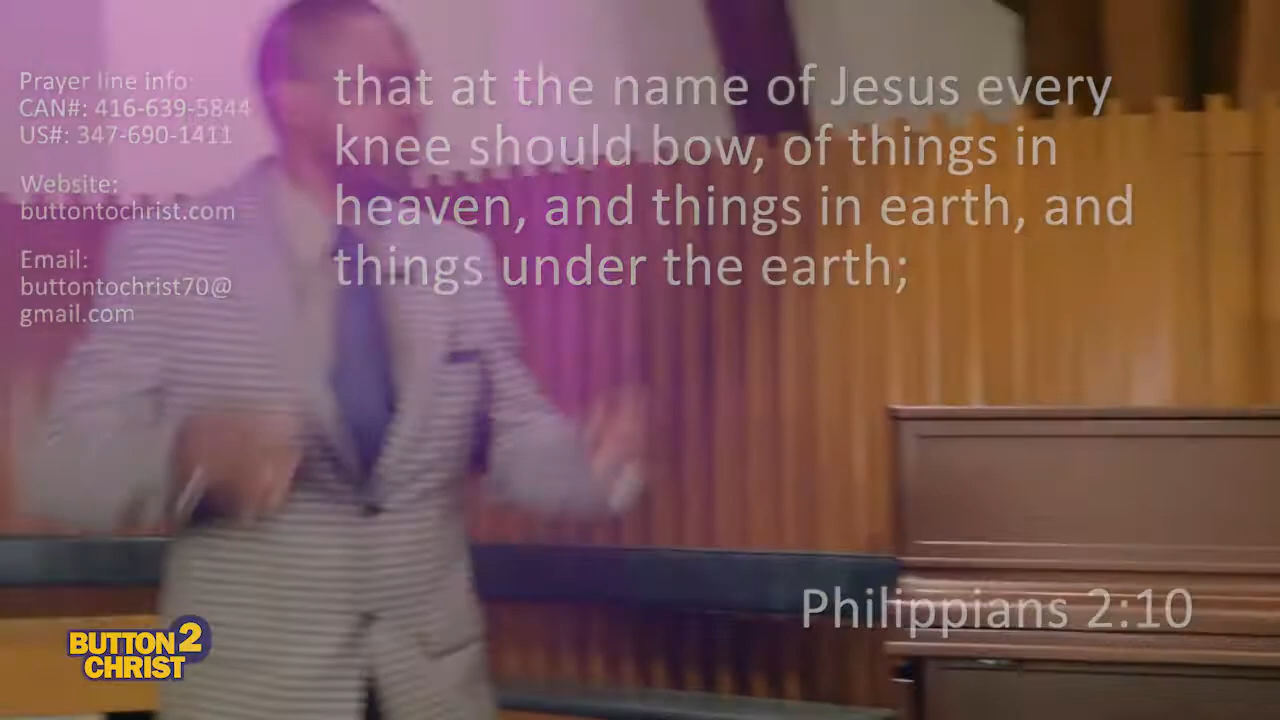 Prayer line info:
CAN#: 416-639-5844
US#: 347-690-1411
Website:
buttontochrist.com
Email:
buttontochrist70@
gmail.com
that at the name of Jesus every
knee should bow, of things in
heaven, and things in earth, and
things under the earth;
Philippians 2:10
BUTTON 2
CHRIST